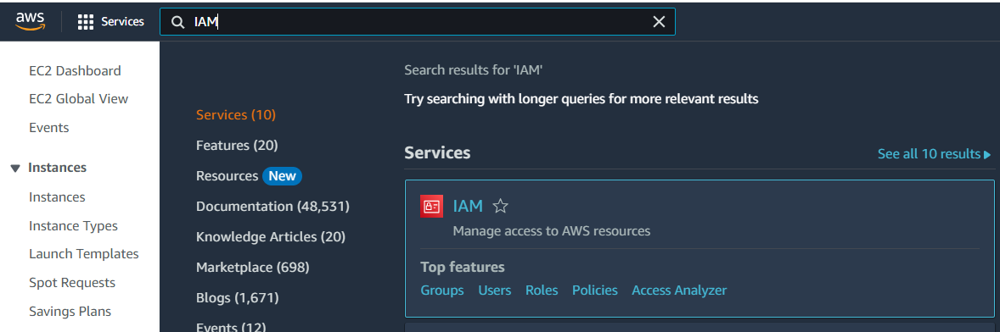 aws
Services
IAM
EC2 Dashboard
EC2 Global View
Events
Instances
Instances
Instance Types
Launch Templates
Spot Requests
Savings Plans
Services (10)
Features (20)
Resources New
Documentation (48,531)
Knowledge Articles (20)
Marketplace (698)
Blogs (1,671)
Events (12)
Search results for 'IAM'
Try searching with longer queries for more relevant results
Services
See all 10 results
IAM
Manage access to AWS resources
Top features
Groups Users Roles Policies Access Analyzer